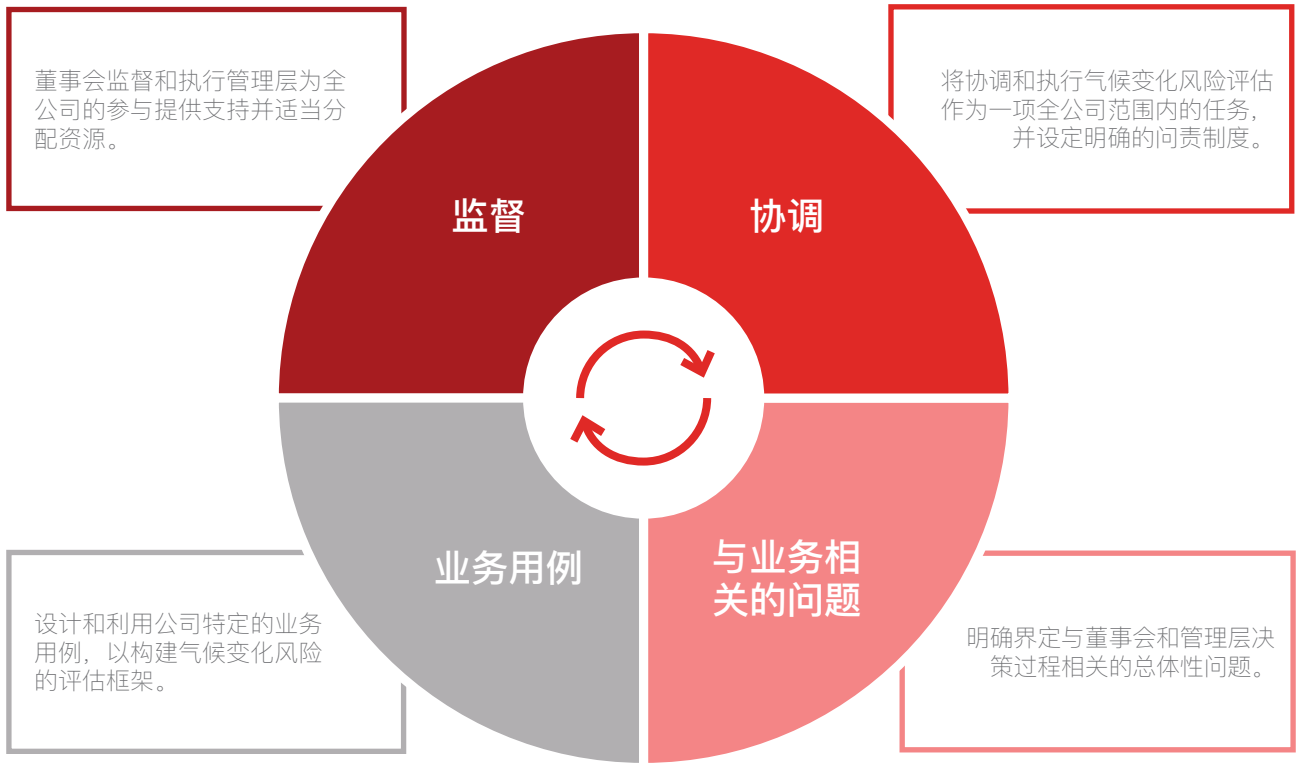 董事会监督和执行管理层为全
公司的参与提供支持并适当分
配资源。
将协调和执行气候变化风险评估
作为一项全公司范围内的任务，
并设定明确的问责制度。
监督
协调
业务用例
与业务相
关的问题
设计和利用公司特定的业务
用例，以构建气候变化风险
的评估框架。
明确界定与董事会和管理层决
策过程相关的总体性问题。